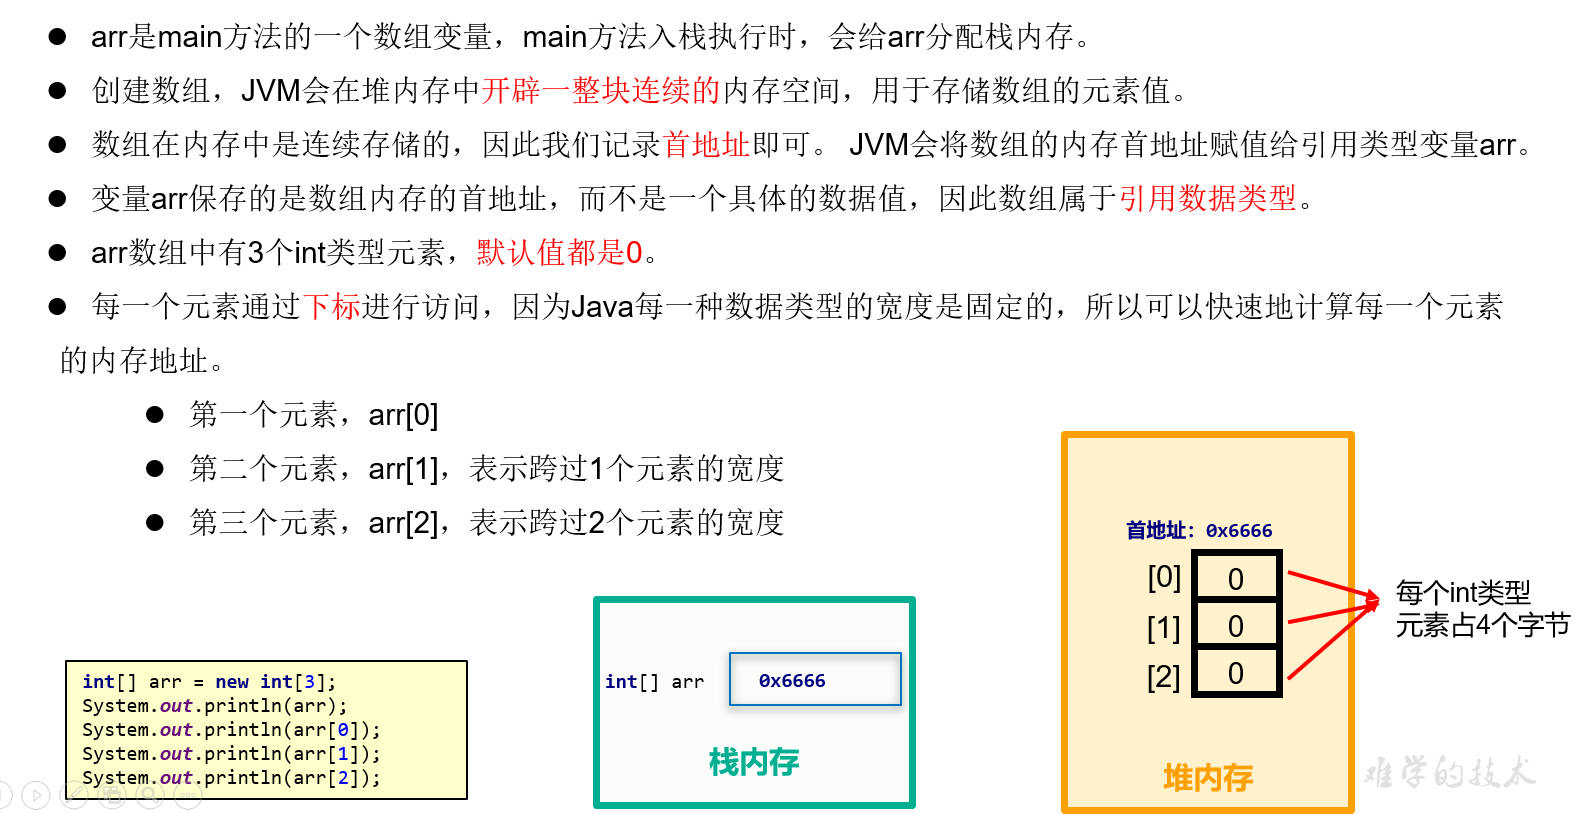 arr是main方法的一个数组变量，main方法入栈执行时，会给arr分配栈内存。
创建数组，JVM会在堆内存中开辟一整块连续的内存空间，用于存储数组的元素值。
数组在内存中是连续存储的，因此我们记录首地址即可。 JVM会将数组的内存首地址赋值给引用类型变量arr。
变量arr保存的是数组内存的首地址，而不是一个具体的数据值，因此数组属于引用数据类型。
arr数组中有3个int类型元素，默认值都是0。
每一个元素通过下标进行访问，因为Java每一种数据类型的宽度是固定的，所以可以快速地计算每一个元素
的内存地址。
第一个元素，arr[0]
第二个元素，arr[1]，表示跨过1个元素的宽度
第三个元素，arr[2]，表示跨过2个元素的宽度
int[] arr = new int[3];
System.out.println(arr);
System.out.println(arr[0]);
System.out.println(arr[1]);
System.out.println(arr[2]);
int[] arr 0x6666
栈内存
首地址：0x6666
[0] 0
[1] 0
[2] 0
堆内存
每个int类型
元素占4个字节
难学的技术